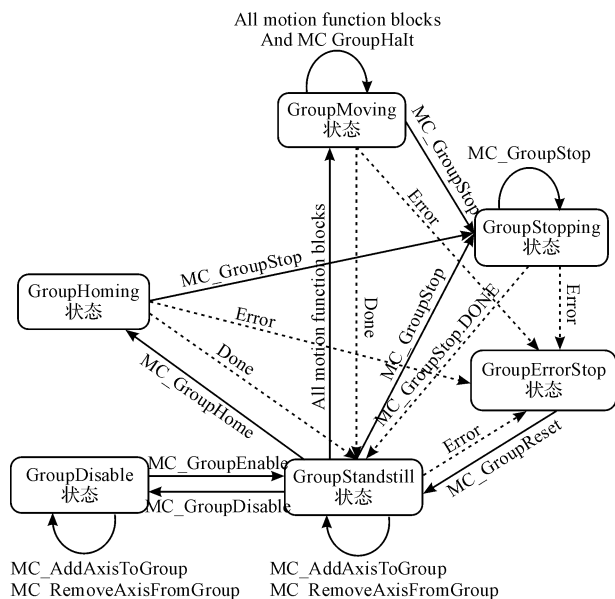 All motion function blocks
And MC GroupHaIt
GroupMoving
状态
MC_GroupStop
MC_GroupStop
GroupStopping
状态
Error
All motion function blocks
MC_GroupStop
GroupHoming
状态
Done
MC_GroupStop
MC_GroupStop.DONE
Error
Error
Done
GroupErrorStop
状态
MC_GroupHome
Error
MC_GroupReset
GroupDisable
状态
MC_GroupEnable
MC_GroupDisable
GroupStandstill
状态
MC_AddAxisToGroup
MC_RemoveAxisFromGroup
MC_AddAxisToGroup
MC_RemoveAxisFromGroup